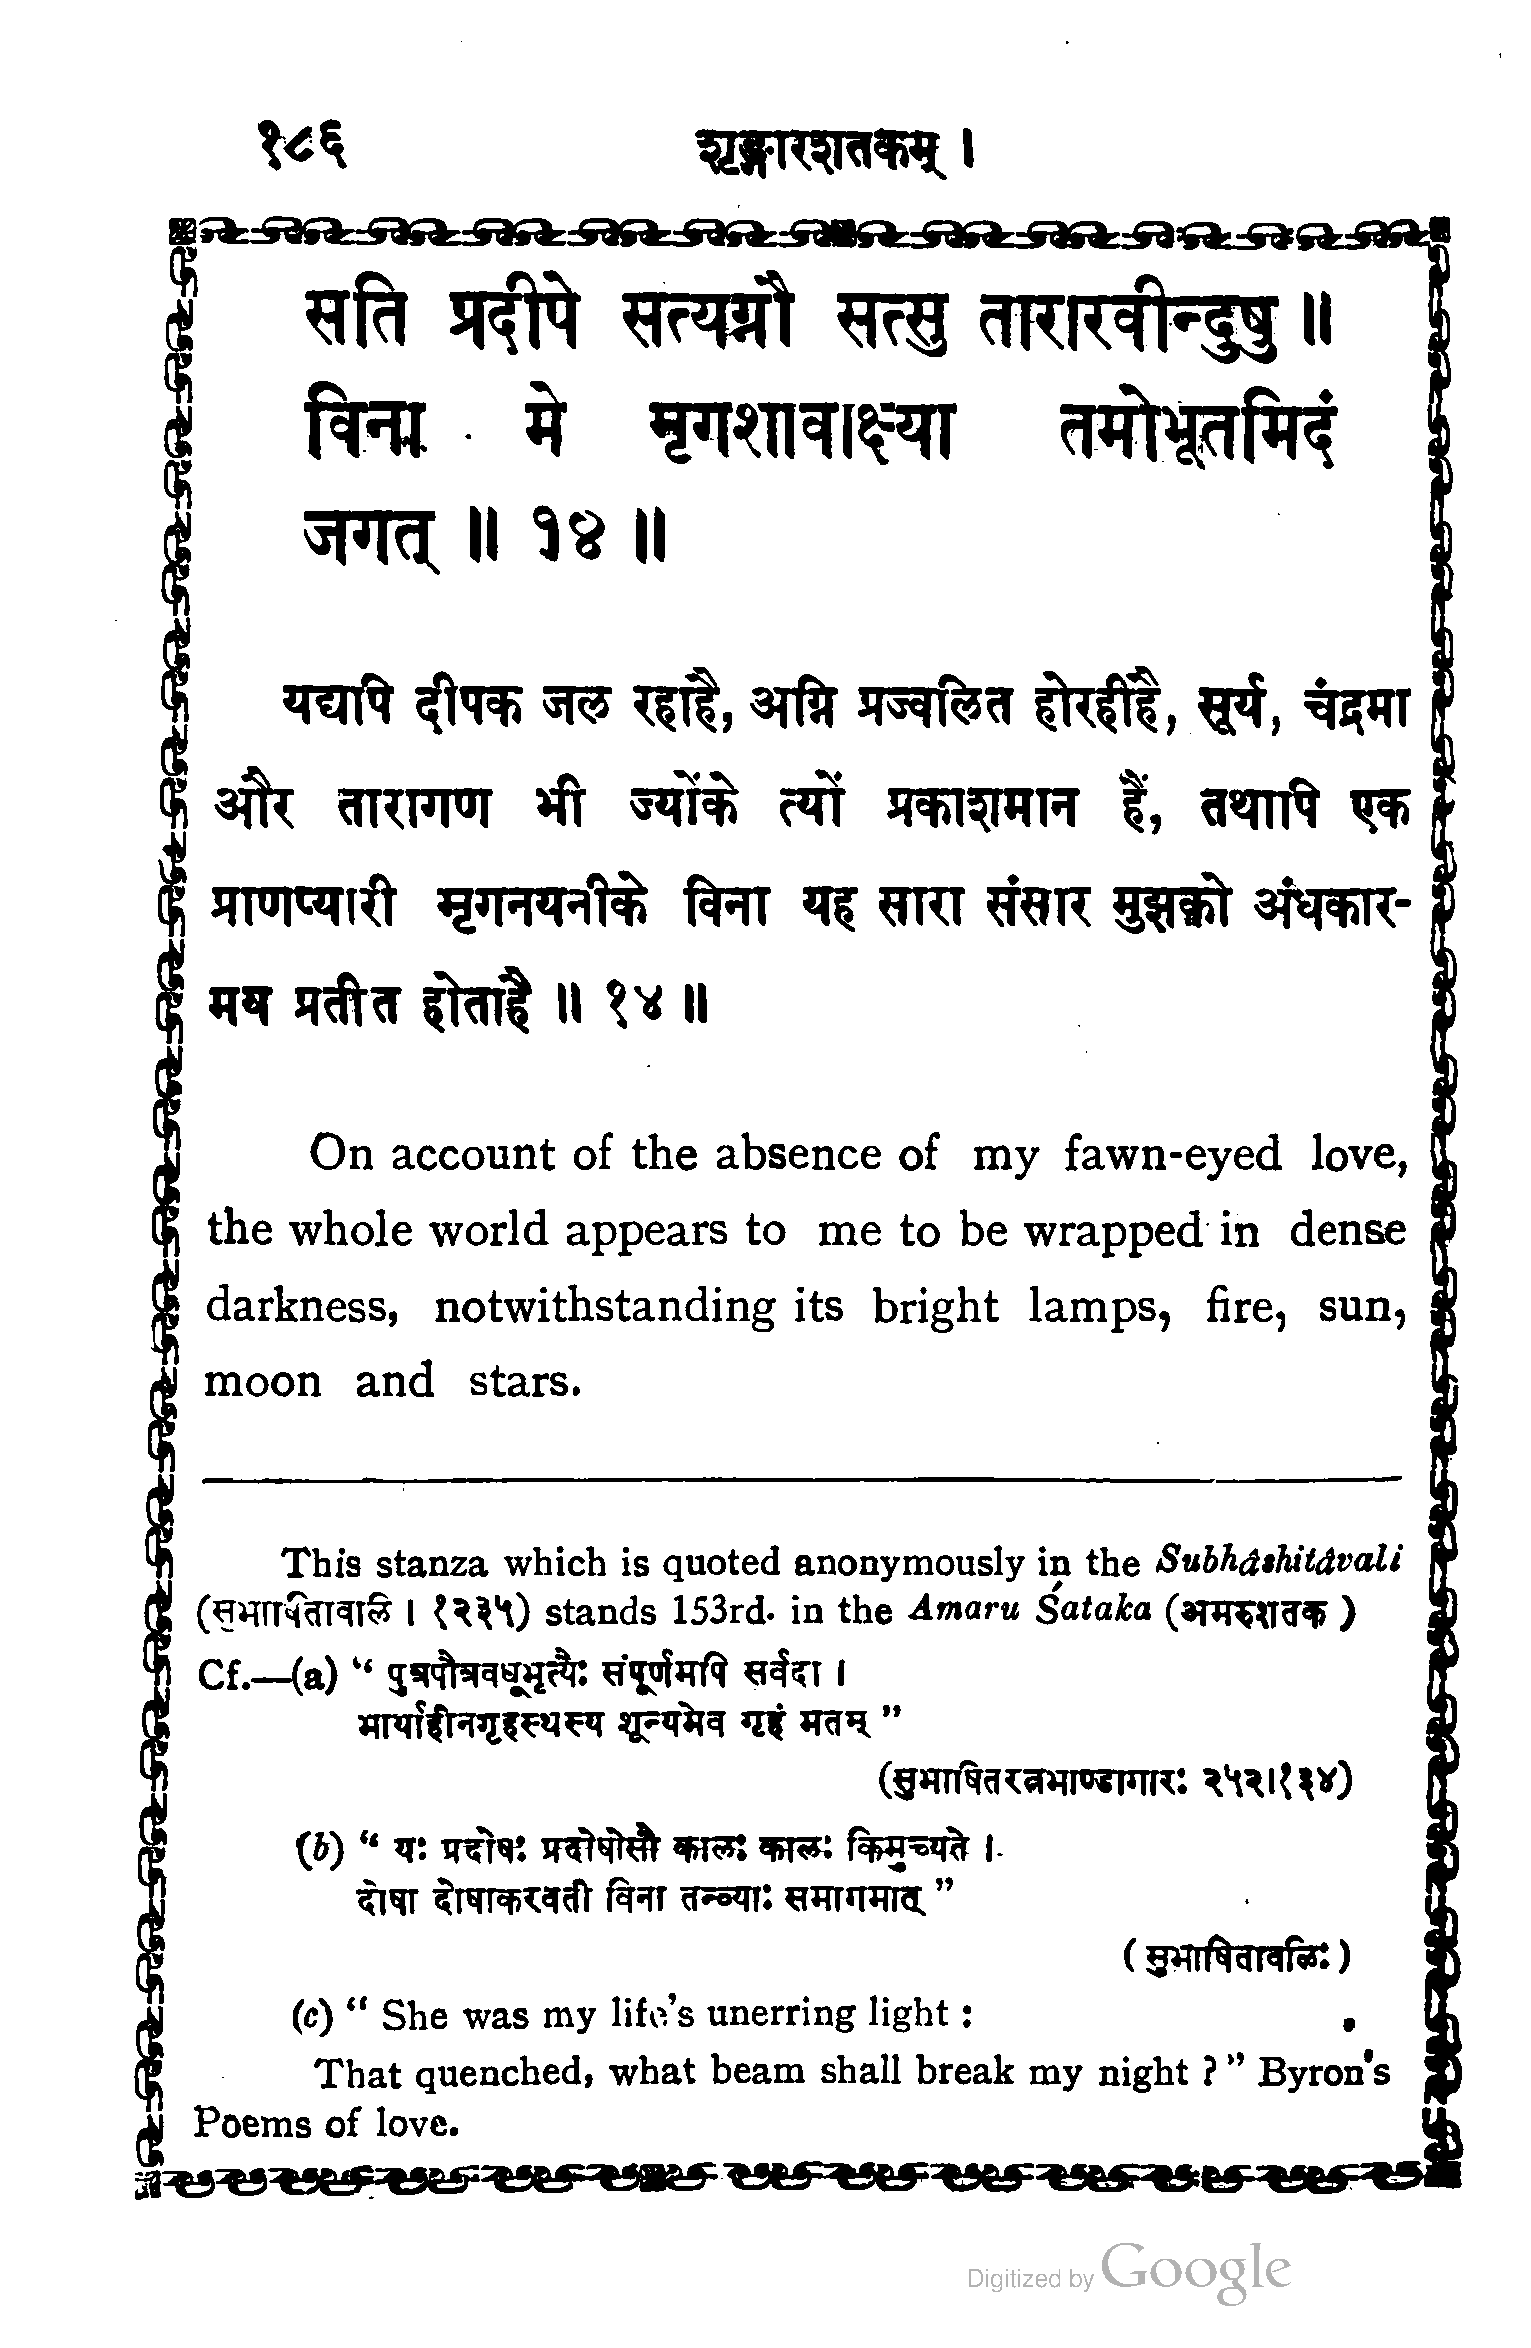 १८६ शृङ्गारशतकम् ।
सति प्रदीपे सत्यग्नौ सत्सु तारारवीन्दुषु ॥
विना मे मृगशावाक्ष्या तमोभूतमिदं
जगत् ॥ १४ ॥
यद्यपि दीपक जल रहाहै, अग्नि प्रज्वलित होरहीहै, सूर्य, चंद्रमा
और तारागण भी ज्योंके त्यों प्रकाशमान हैं, तथापि एक
प्राणप्यारी मृगनयनीके विना यह सारा संसार मुझको अंधकार-
मय प्रतीत होताहै ॥ १४ ॥
On account of the absence of my fawn-eyed love,
the whole world appears to me to be wrapped in dense
darkness, notwithstanding its bright lamps, fire, sun,
moon and stars.
This stanza which is quoted anonymously in the Subhâshitâvali
(सुभाषितावलि । १२३५) stands 153rd. in the Amaru Śataka (अमरुशतक )
Cf.—(a) “ पुत्रपौत्रवधूभृत्यैः संपूर्णमपि सर्वदा ।
भार्याहीनगृहस्थस्य शून्यमेव गृहं मतम् ”
(सुभाषितरत्नभाण्डागारः २५२।१३४)
(b) “ यः प्रदोषः प्रदोषोसौ कालः कालः किमुच्यते ।
दोषा दोषाकरवती विना तन्व्याः समागमात् ”
( सुभाषितावळिः )
(c) “ She was my life's unerring light :
That quenched, what beam shall break my night ? ” Byron's
Poems of love.
Digitized by Google